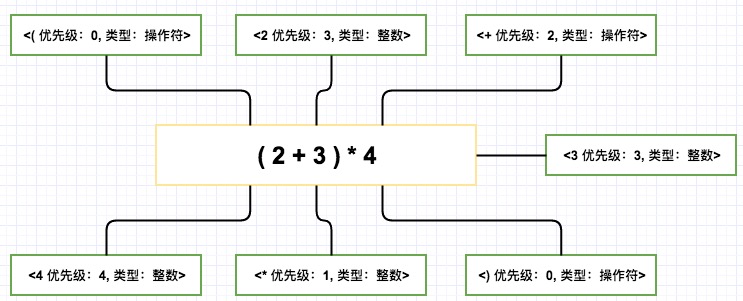 <( 优先级：0, 类型：操作符>
<2 优先级：3, 类型：整数>
<+ 优先级：2, 类型：操作符>
( 2 + 3 ) * 4
<3 优先级：3, 类型：整数>
<4 优先级：4, 类型：整数>
<* 优先级：1, 类型：整数>
<) 优先级：0, 类型：操作符>